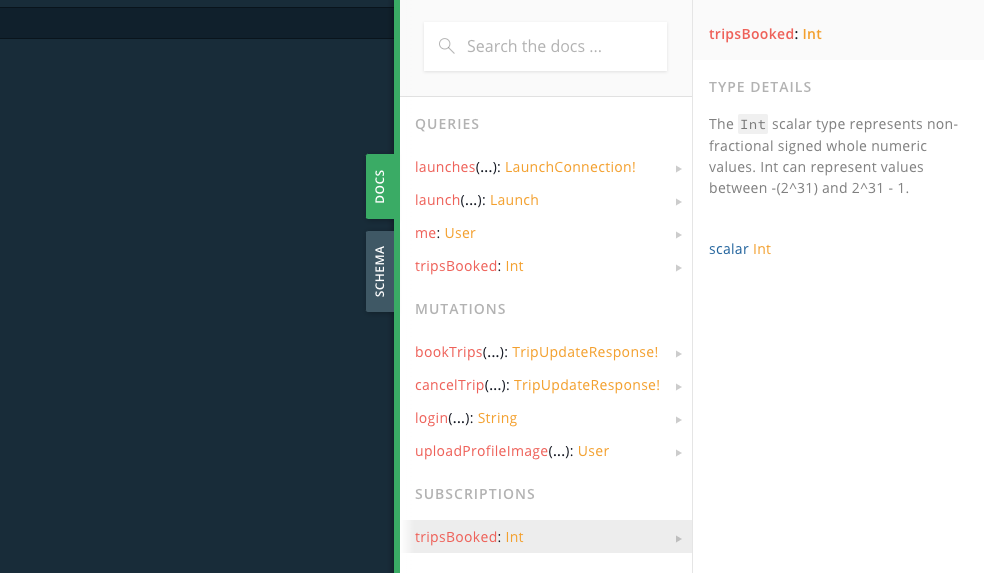 DOCS
SCHEMA
Search the docs ...
QUERIES
launches(...): LaunchConnection!
launch(...): Launch
me: User
tripsBooked: Int
MUTATIONS
bookTrips(...): TripUpdateResponse!
cancelTrip(...): TripUpdateResponse!
login(...): String
uploadProfileImage(...): User
SUBSCRIPTIONS
tripsBooked: Int
tripsBooked: Int
TYPE DETAILS
The Int scalar type represents non-
fractional signed whole numeric
values. Int can represent values
between -(2^31) and 2^31 - 1.
scalar Int